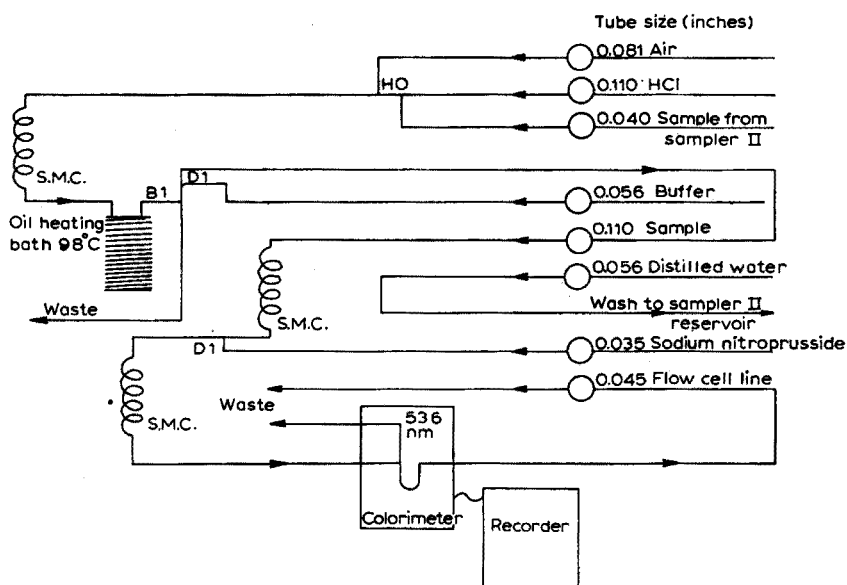 Tube size (inches)
0.081 Air
HO
0.110 HCl
0.040 Sample from
sampler II
S.M.C.
B1
D1
0.056 Buffer
Oil heating
bath 98°C
0.110 Sample
0.056 Distilled water
Waste
Wash to sampler II
reservoir
S.M.C.
D1
0.035 Sodium nitroprusside
0.045 Flow cell line
Waste
536
nm
S.M.C.
Colorimeter
Recorder